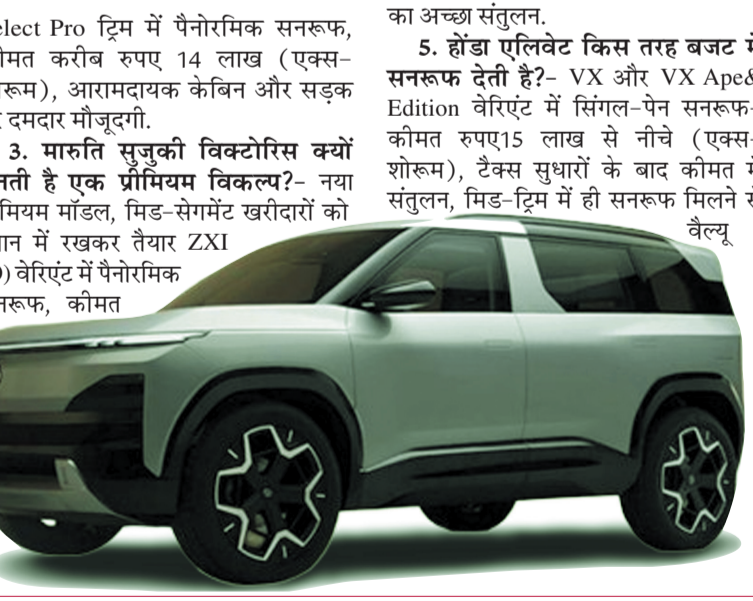 elect Pro ट्रिम में पैनोरमिक सनरूफ,
ीमत करीब रुपए 14 लाख (एक्स-
रूम), आरामदायक केबिन और सड़क
दमदार मौजूदगी.
3. मारुति सुजुकी विक्टोरिस क्यों
नती है एक प्रीमियम विकल्प?- नया
मियम मॉडल, मिड-सेगमेंट खरीदारों को
ान में रखकर तैयार ZXI
) वेरिएंट में पैनोरमिक
नरूफ, कीमत
का अच्छा संतुलन.
5. होंडा एलिवेट किस तरह बजट में
सनरूफ देती है?- VX और VX Ape&
Edition वेरिएंट में सिंगल-पेन सनरूफ-
कीमत रुपए15 लाख से नीचे (एक्स-
शोरूम), टैक्स सुधारों के बाद कीमत में
संतुलन, मिड-ट्रिम में ही सनरूफ मिलने से
वैल्यू